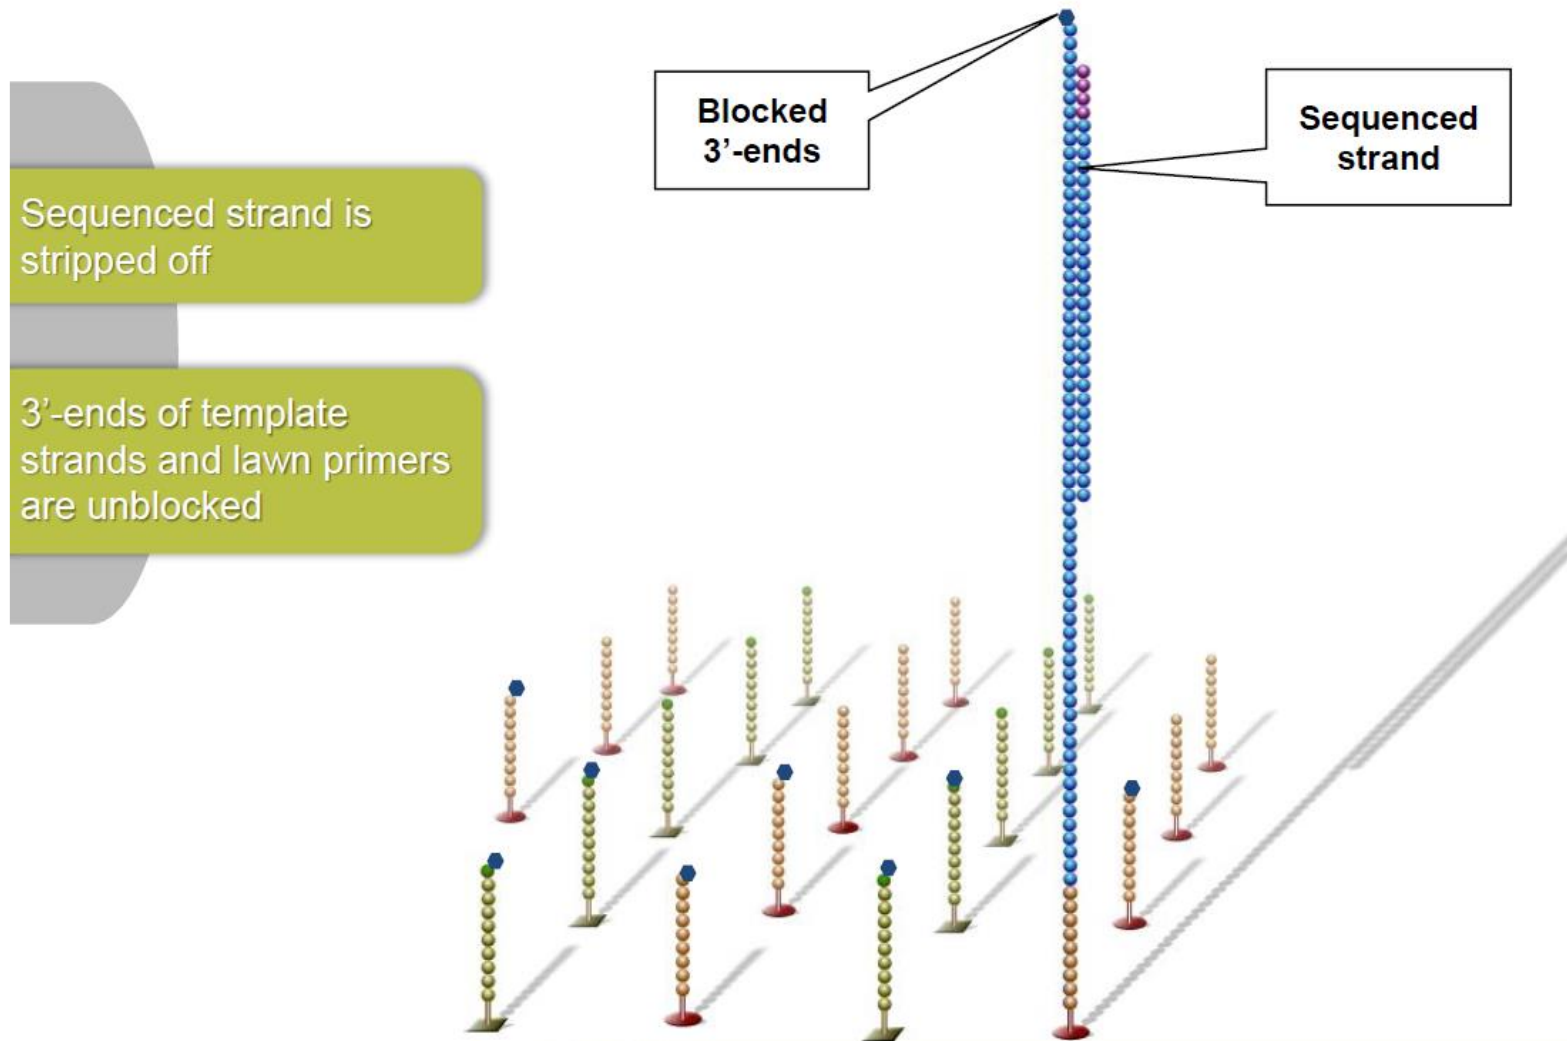 Blocked
3’-ends
Sequenced
strand
Sequenced strand is
stripped off
3’-ends of template
strands and lawn primers
are unblocked